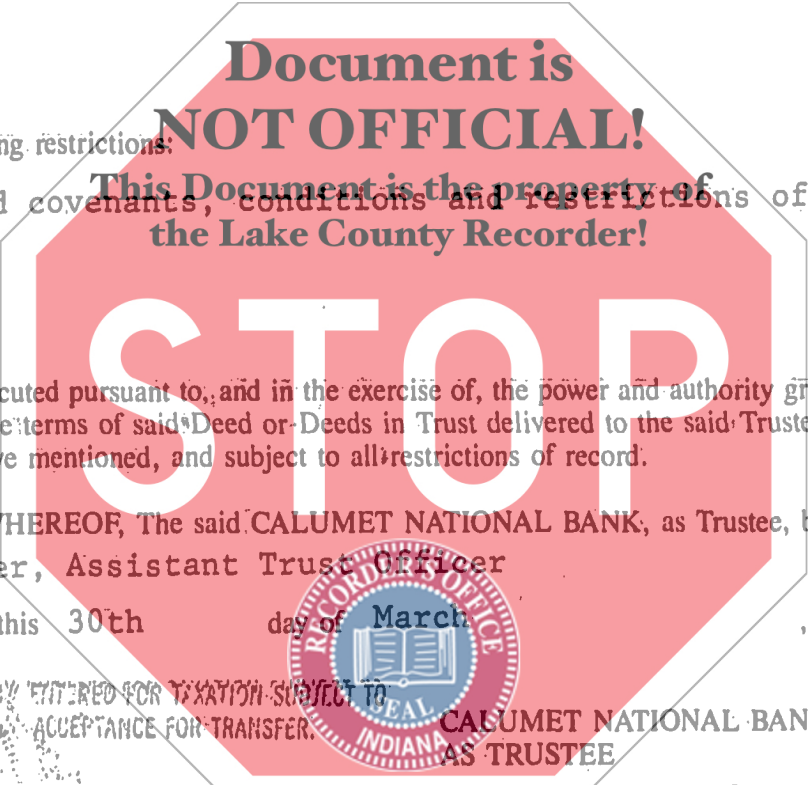 Document is
NOT OFFICIAL!
ng restrictions:
This Document is the property of
d covenants, conditions and restrictions of
the Lake County Recorder!
STOP
cuted pursuant to, and in the exercise of, the power and authority gr
e terms of said Deed or Deeds in Trust delivered to the said Truste
ve mentioned, and subject to all restrictions of record.
WHEREOF, The said CALUMET NATIONAL BANK, as Trustee, b
er, Assistant Trust Officer
this 30th day of March ,
RECORDER'S OFFICE
SEAL
INDIANA
ENTERED FOR TAXATION SUBJECT TO
ACCEPTANCE FOR TRANSFER.
CALUMET NATIONAL BAN
AS TRUSTEE